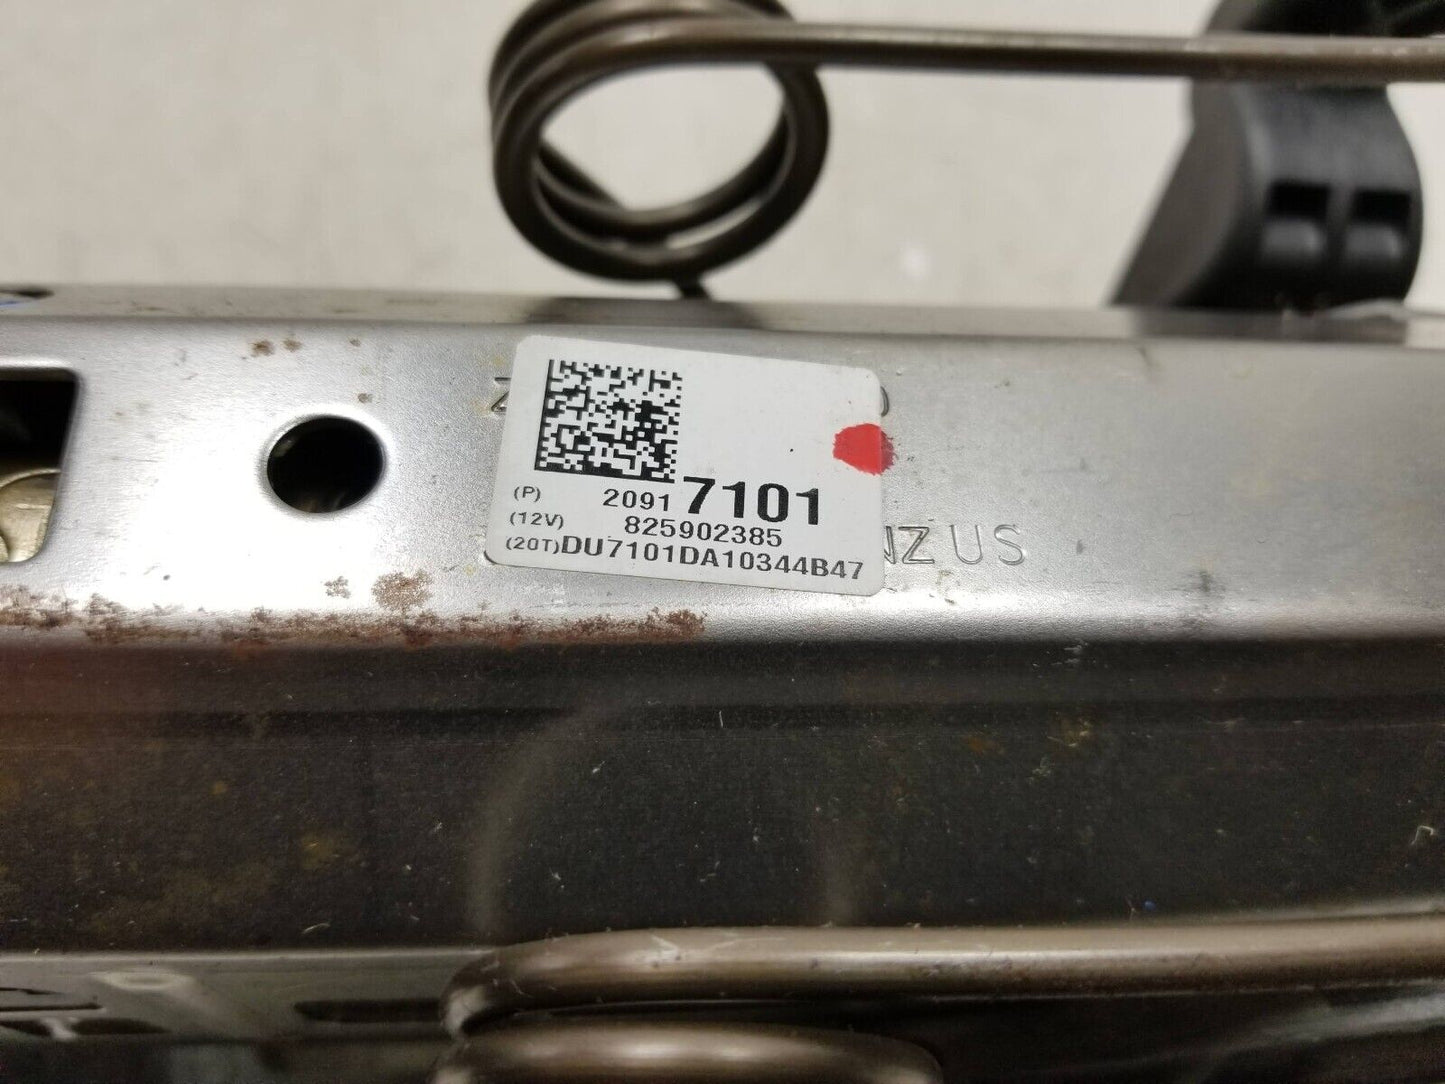 (P) 2091 7101
(12V) 825902385
(20T) DU7101DA10344B47
NZ US